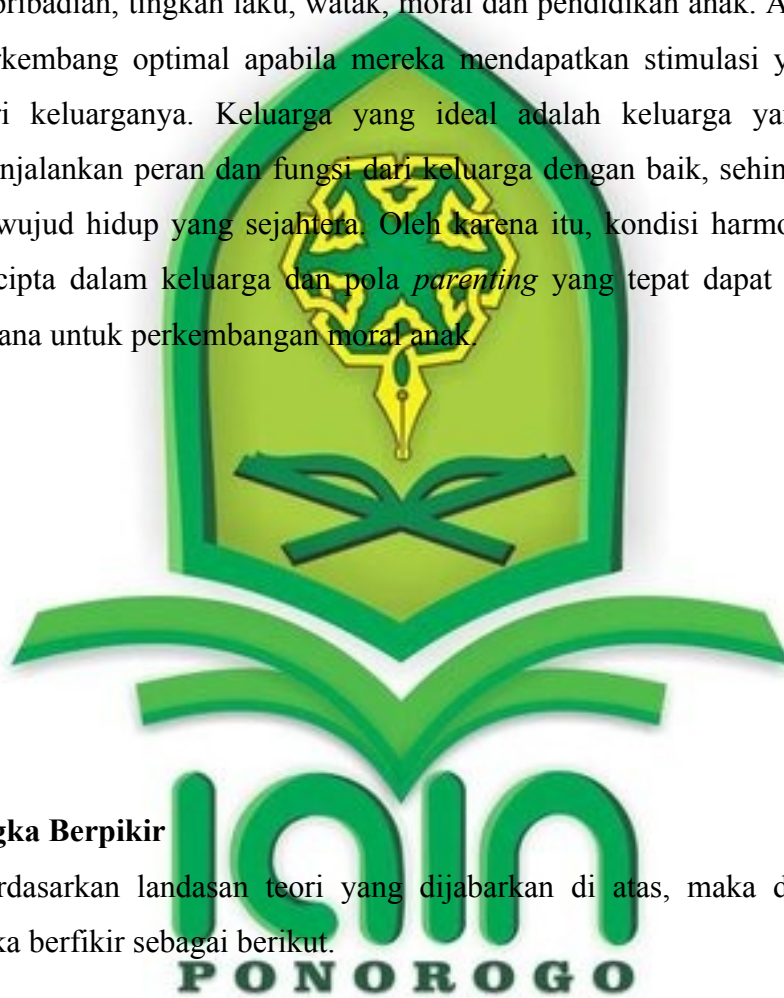 pribadian, tingkan laku, watak, moral dan pendidikan anak. A
rkembang optimal apabila mereka mendapatkan stimulasi y
ri keluarganya. Keluarga yang ideal adalah keluarga ya
njalankan peran dan fungsi dari keluarga dengan baik, sehin
wujud hidup yang sejahtera. Oleh karena itu, kondisi harmo
cipta dalam keluarga dan pola parenting yang tepat dapat
ana untuk perkembangan moral anak.
gka Berpikir
rdasarkan landasan teori yang dijabarkan di atas, maka d
ka berfikir sebagai berikut.
iain
PONOROGO